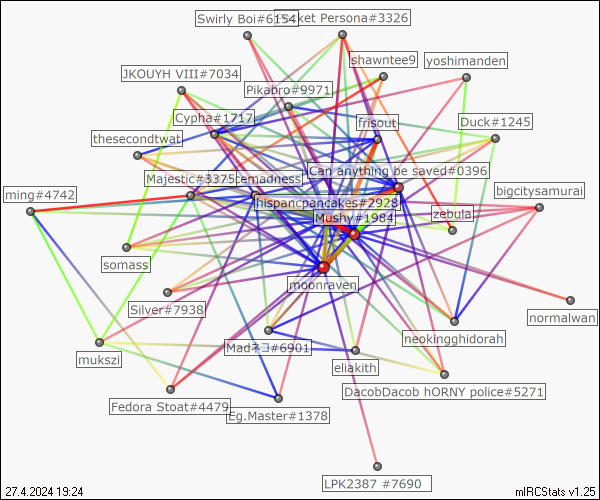 Swirly Boi#6154
Pocket Persona#3326
shawntee9
yoshimanden
JKOUYH VIII#7034
Pikabro#9971
Cypha#1717
frisout
Duck#1245
thesecondtwat
Can anything be saved#0396
Majestic#3375
temadness
ming#4742
bigcitysamurai
hispancpancakes#2928
Mushy#1984
zebula
somass
moonraven
Silver#7938
normalwan
neokingghidorah
Madネヨ#6901
mukszi
eliakith
DacobDacob hORNY police#5271
Fedora Stoat#4479
Eg.Master#1378
LPK2387 #7690
27.4.2024 19:24
mIRCStats v1.25